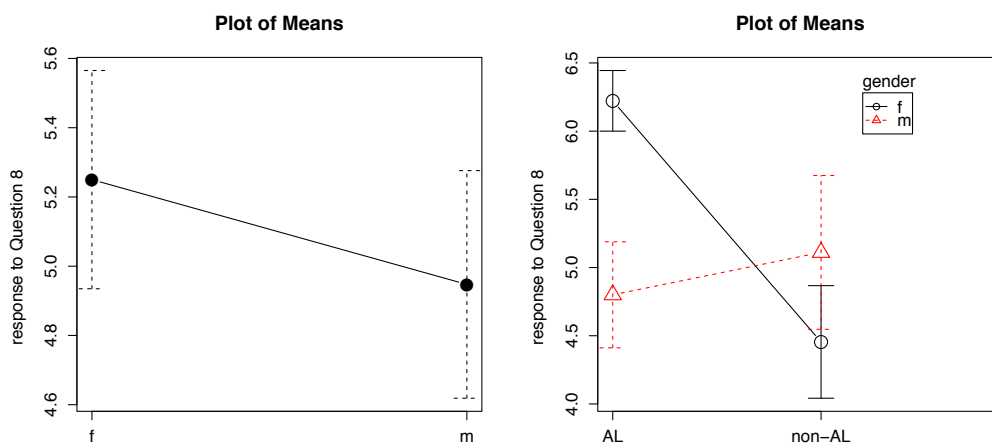 Plot of Means
response to Question 8
5.6
5.4
5.2
5.0
4.8
4.6
f
m
Plot of Means
response to Question 8
6.5
6.0
5.5
5.0
4.5
4.0
gender
f
m
AL
non−AL